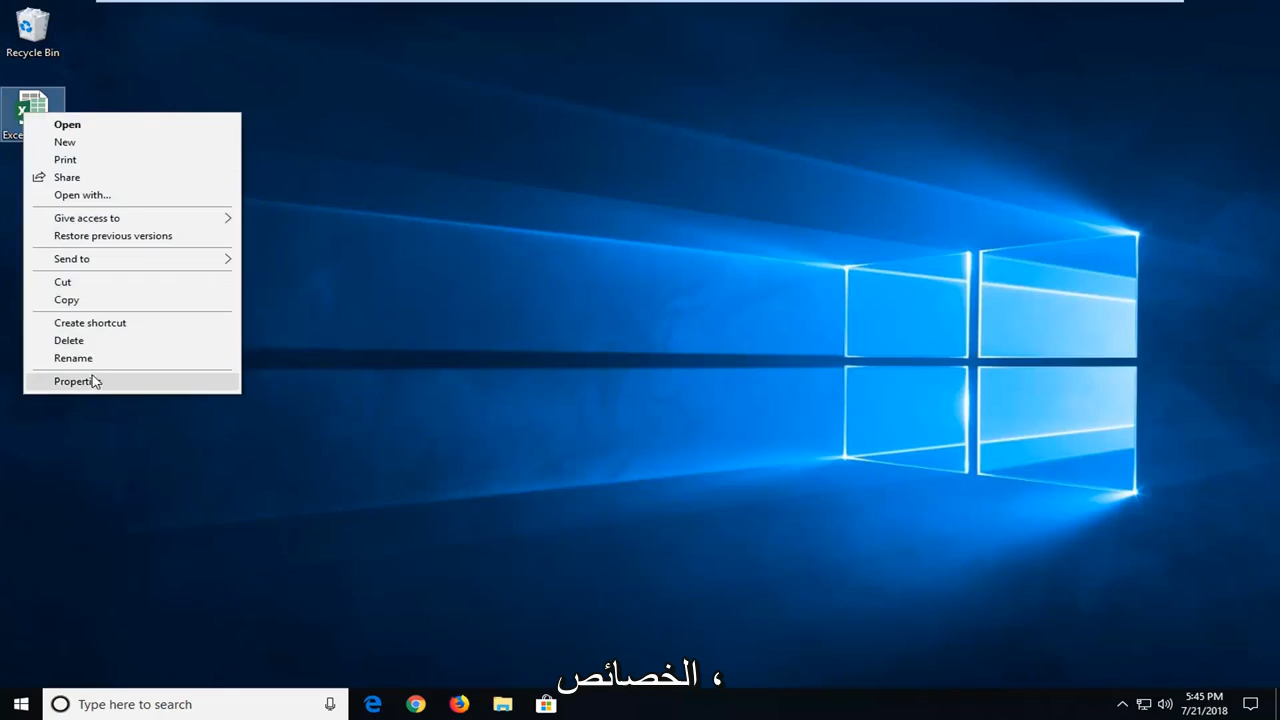 Recycle Bin
Open
New
Print
Share
Open with...
Give access to
Restore previous versions
Send to
Cut
Copy
Create shortcut
Delete
Rename
، الخصائص
Type here to search
5:45 PM
7/21/2018